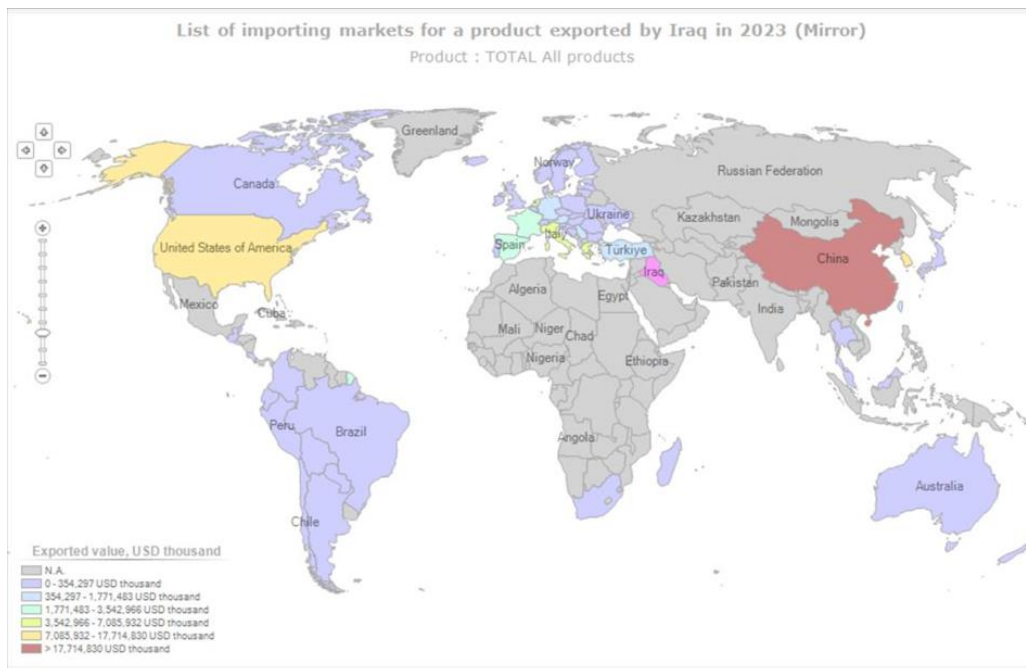 List of importing markets for a product exported by Iraq in 2023 (Mirror)
Product : TOTAL All products
Greenland
Norway
Russian Federation
Canada
Ukraine
Kazakhstan
Mongolia
United States of America
Spain
Italy
Türkiye
China
Iraq
Pakistan
Mexico
Cuba
Algeria
Egypt
India
Mali
Niger
Chad
Nigeria
Ethiopia
Peru
Brazil
Angola
Australia
Chile
Exported value, USD thousand
N.A.
0 - 354,297 USD thousand
354,297 - 1,771,483 USD thousand
1,771,483 - 3,542,966 USD thousand
3,542,966 - 7,085,932 USD thousand
7,085,932 - 17,714,830 USD thousand
> 17,714,830 USD thousand